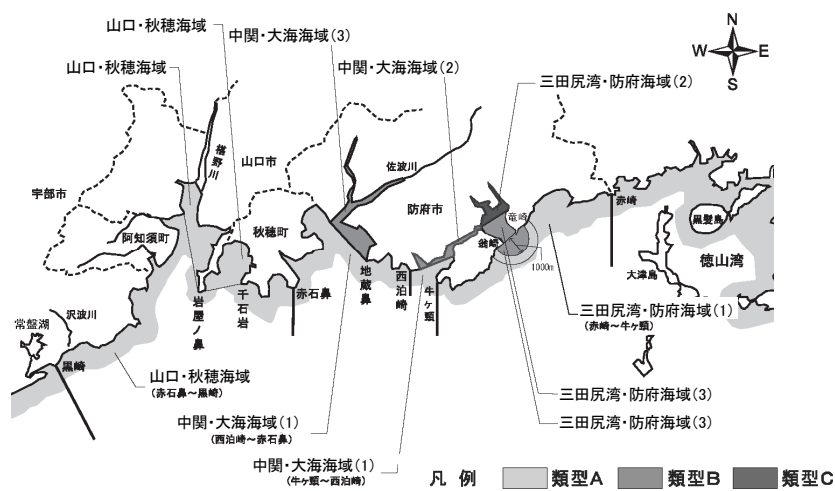 山口・秋穂海域
中関・大海海域(3)
山口・秋穂海域
中関・大海海域(2)
三田尻湾・防府海域(2)
N
W
E
S
椹野川
山口市
佐波川
宇部市
防府市
阿知須町
秋穂町
竜崎
翁崎
1000m
赤崎
黒髪島
大津島
徳山湾
岩屋ノ鼻
千石岩
赤石鼻
地蔵鼻
西泊崎
牛ヶ頸
常盤湖
沢波川
黒崎
三田尻湾・防府海域(1)
(赤崎~牛ヶ頸)
山口・秋穂海域
(赤石鼻~黒崎)
三田尻湾・防府海域(3)
三田尻湾・防府海域(3)
中関・大海海域(1)
(西泊崎~赤石鼻)
中関・大海海域(1)
(牛ヶ頸~西泊崎)
凡 例 類型A 類型B 類型C